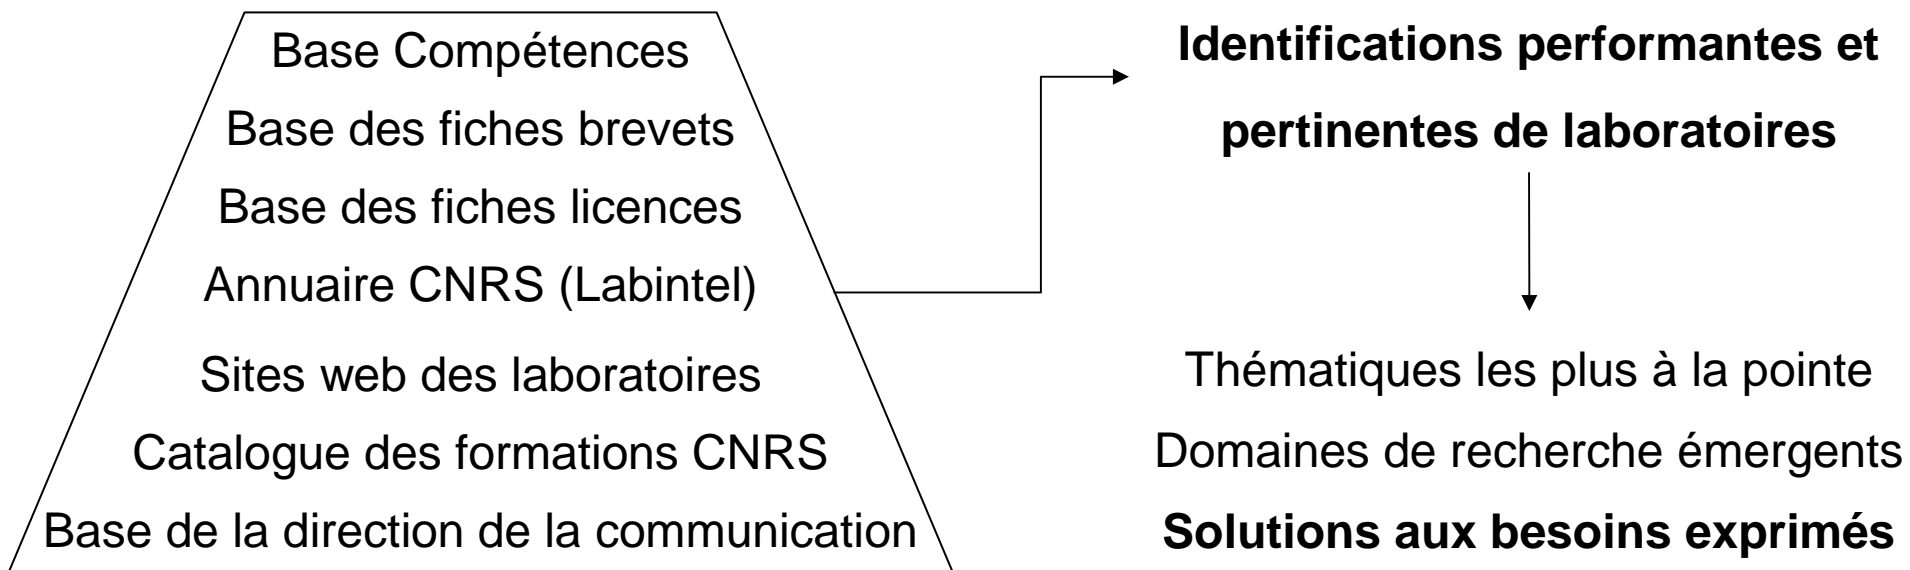 Base Compétences
Base des fiches brevets
Base des fiches licences
Annuaire CNRS (Labintel)
Sites web des laboratoires
Catalogue des formations CNRS
Base de la direction de la communication
Identifications performantes et
pertinentes de laboratoires
Thématiques les plus à la pointe
Domaines de recherche émergents
Solutions aux besoins exprimés